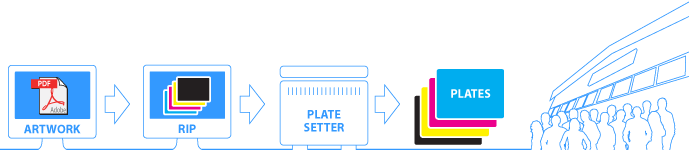 PDF
Adobe
ARTWORK
RIP
PLATE
SETTER
PLATES